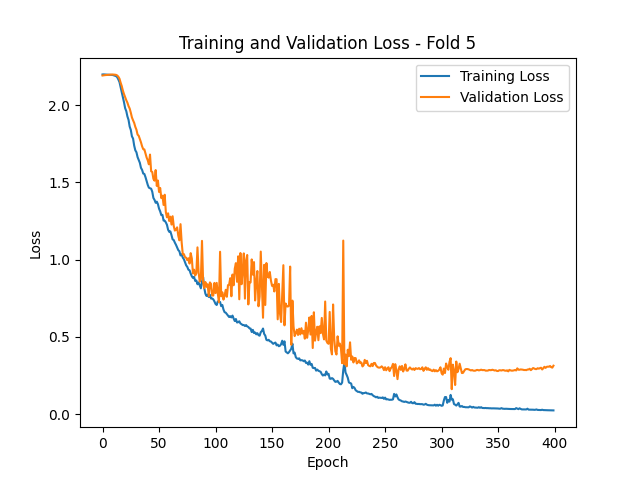 Training and Validation Loss - Fold 5
Training Loss
Validation Loss
2.0
1.5
1.0
0.5
0.0
Loss
0 50 100 150 200 250 300 350 400
Epoch